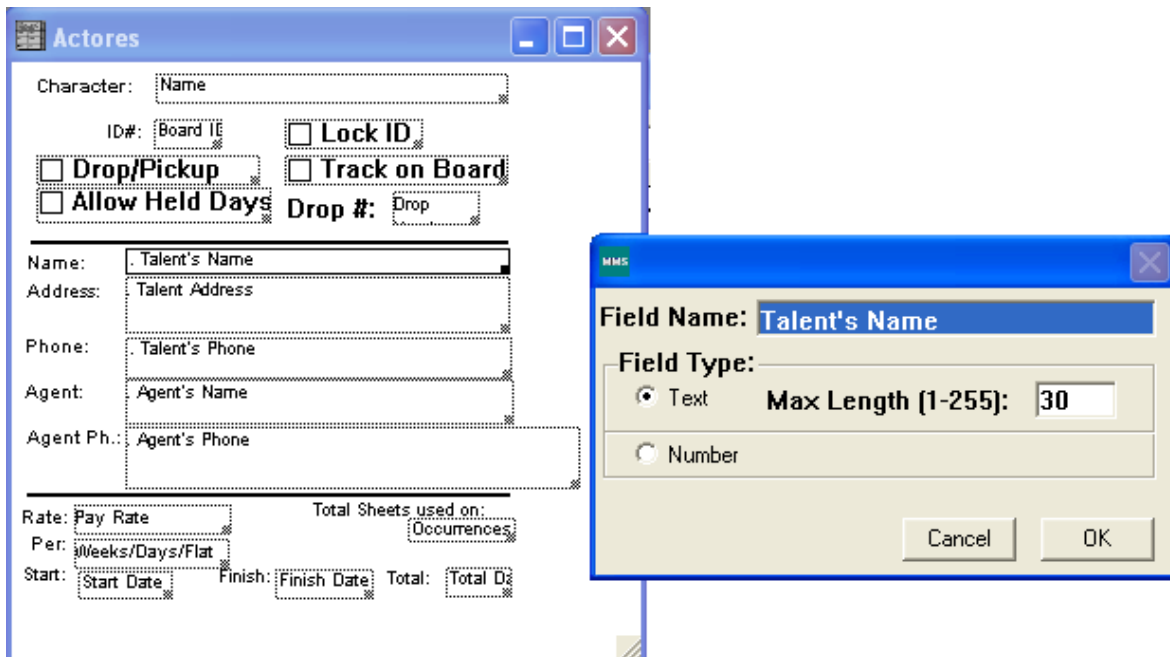 Actores
Character: Name
ID#: Board ID Lock ID
Drop/Pickup Track on Board
Allow Held Days Drop #: Drop
Name: . Talent's Name
Address: Talent Address
Phone: . Talent's Phone
Agent: Agent's Name
Agent Ph.: Agent's Phone
Rate: Pay Rate Total Sheets used on:
Occurrences
Per: Weeks/Days/Flat
Start: Start Date Finish: Finish Date Total: Total Da
MMS
Field Name: Talent's Name
Field Type:
Text Max Length (1-255): 30
Number
Cancel OK